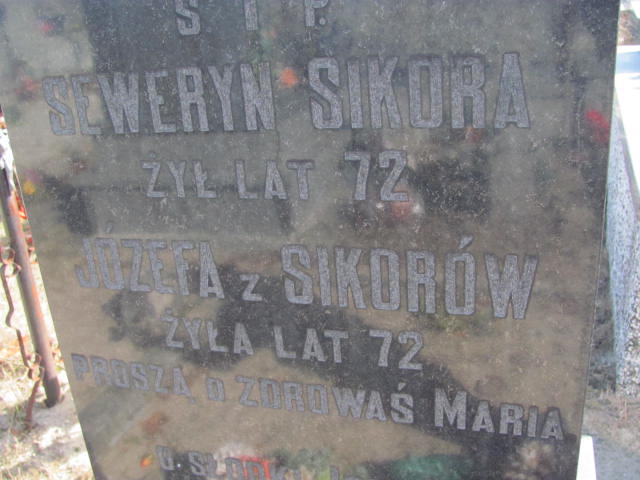 Ś I P.
SEWERYN SIKORA
ŻYŁ LAT 72
JÓZEFA z SIKORÓW
ŻYŁA LAT 72
PROSZĄ O ZDROWAŚ MARIA